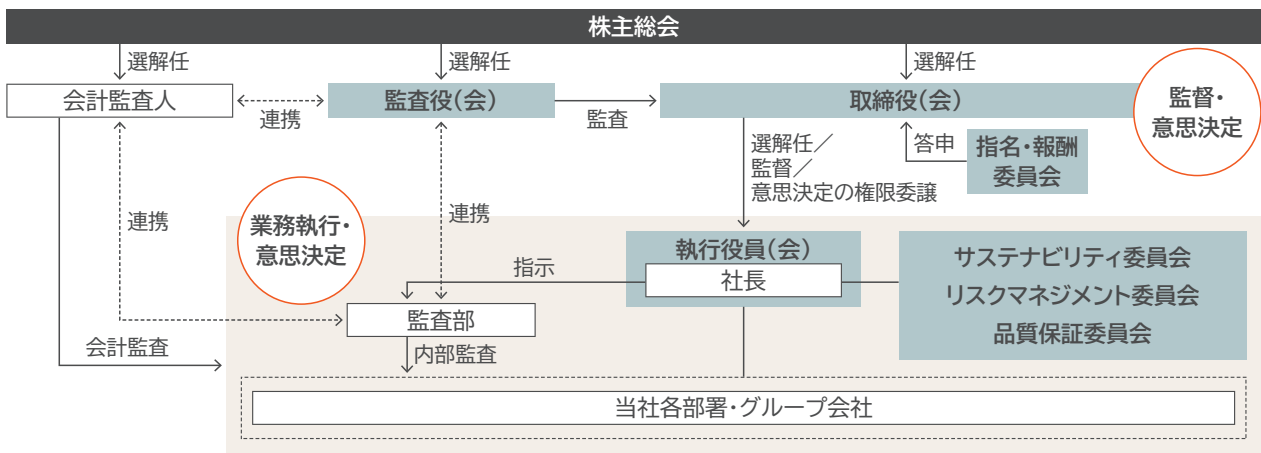 株主総会
選解任
選解任
選解任
会計監査人
連携
監査役(会)
監査
取締役(会)
監督・
意思決定
選解任／
監督／
意思決定の権限委譲
答申
指名・報酬
委員会
連携
連携
業務執行・
意思決定
執行役員(会)
社長
指示
サステナビリティ委員会
リスクマネジメント委員会
品質保証委員会
監査部
会計監査
内部監査
当社各部署・グループ会社